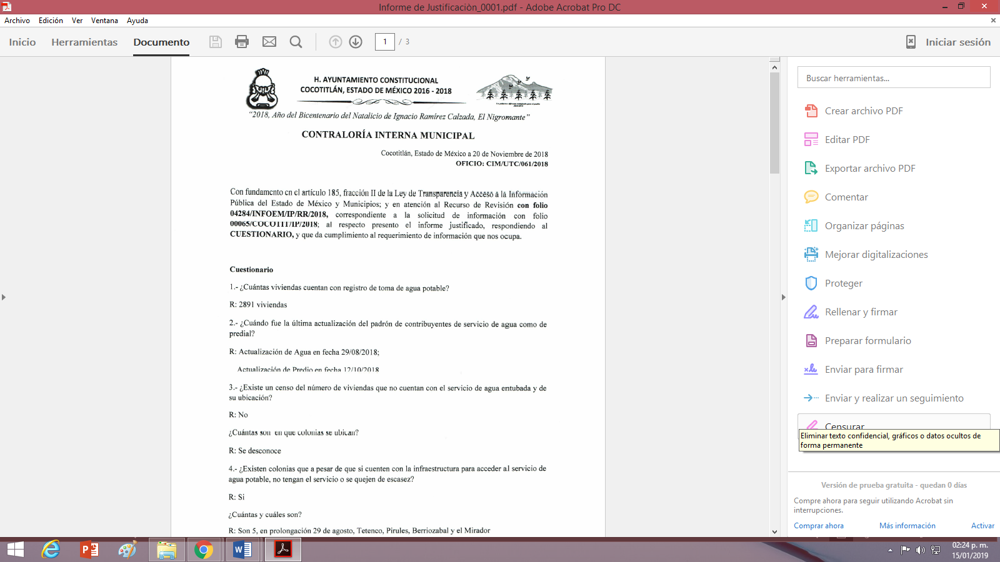 Informe de Justificaciòn_0001.pdf - Adobe Acrobat Pro DC
Archivo Edición Ver Ventana Ayuda
Inicio Herramientas Documento 1 / 3 Iniciar sesión
H. AYUNTAMIENTO CONSTITUCIONAL
COCOTITLÁN, ESTADO DE MÉXICO 2016 - 2018
"2018, Año del Bicentenario del Natalicio de Ignacio Ramírez Calzada, El Nigromante"
CONTRALORÍA INTERNA MUNICIPAL
Cocotitlán, Estado de México a 20 de Noviembre de 2018
OFICIO: CIM/UTC/061/2018
Con fundamento en el artículo 185, fracción II de la Ley de Transparencia y Acceso a la Información
Pública del Estado de México y Municipios; y en atención al Recurso de Revisión con folio
04284/INFOEM/IP/RR/2018, correspondiente a la solicitud de información con folio
00065/COCOTIT/IP/2018; al respecto presento el informe justificado, respondiendo al
CUESTIONARIO, y que da cumplimiento al requerimiento de información que nos ocupa.
Cuestionario
1.- ¿Cuántas viviendas cuentan con registro de toma de agua potable?
R: 2891 viviendas
2.- ¿Cuándo fue la última actualización del padrón de contribuyentes de servicio de agua como de
predial?
R: Actualización de Agua en fecha 29/08/2018;
Actualización de Predio en fecha 12/10/2018
3.- ¿Existe un censo del número de viviendas que no cuentan con el servicio de agua entubada y de
su ubicación?
R: No
¿Cuántas son en que colonias se ubican?
R: Se desconoce
4.- ¿Existen colonias que a pesar de que si cuenten con la infraestructura para acceder al servicio de
agua potable, no tengan el servicio o se quejen de escasez?
R: Si
¿Cuántas y cuáles son?
R: Son 5, en prolongación 29 de agosto, Tetenco, Pirules, Berriozabal y el Mirador
Buscar herramientas...
Crear archivo PDF
Editar PDF
Exportar archivo PDF
Comentar
Organizar páginas
Mejorar digitalizaciones
Proteger
Rellenar y firmar
Preparar formulario
Enviar para firmar
Enviar y realizar un seguimiento
Censurar
Eliminar texto confidencial, gráficos o datos ocultos de
forma permanente
Versión de prueba gratuita - quedan 0 días
Compre ahora para seguir utilizando Acrobat sin
interrupciones.
Comprar ahora Más información Activar
02:24 p. m.
15/01/2019